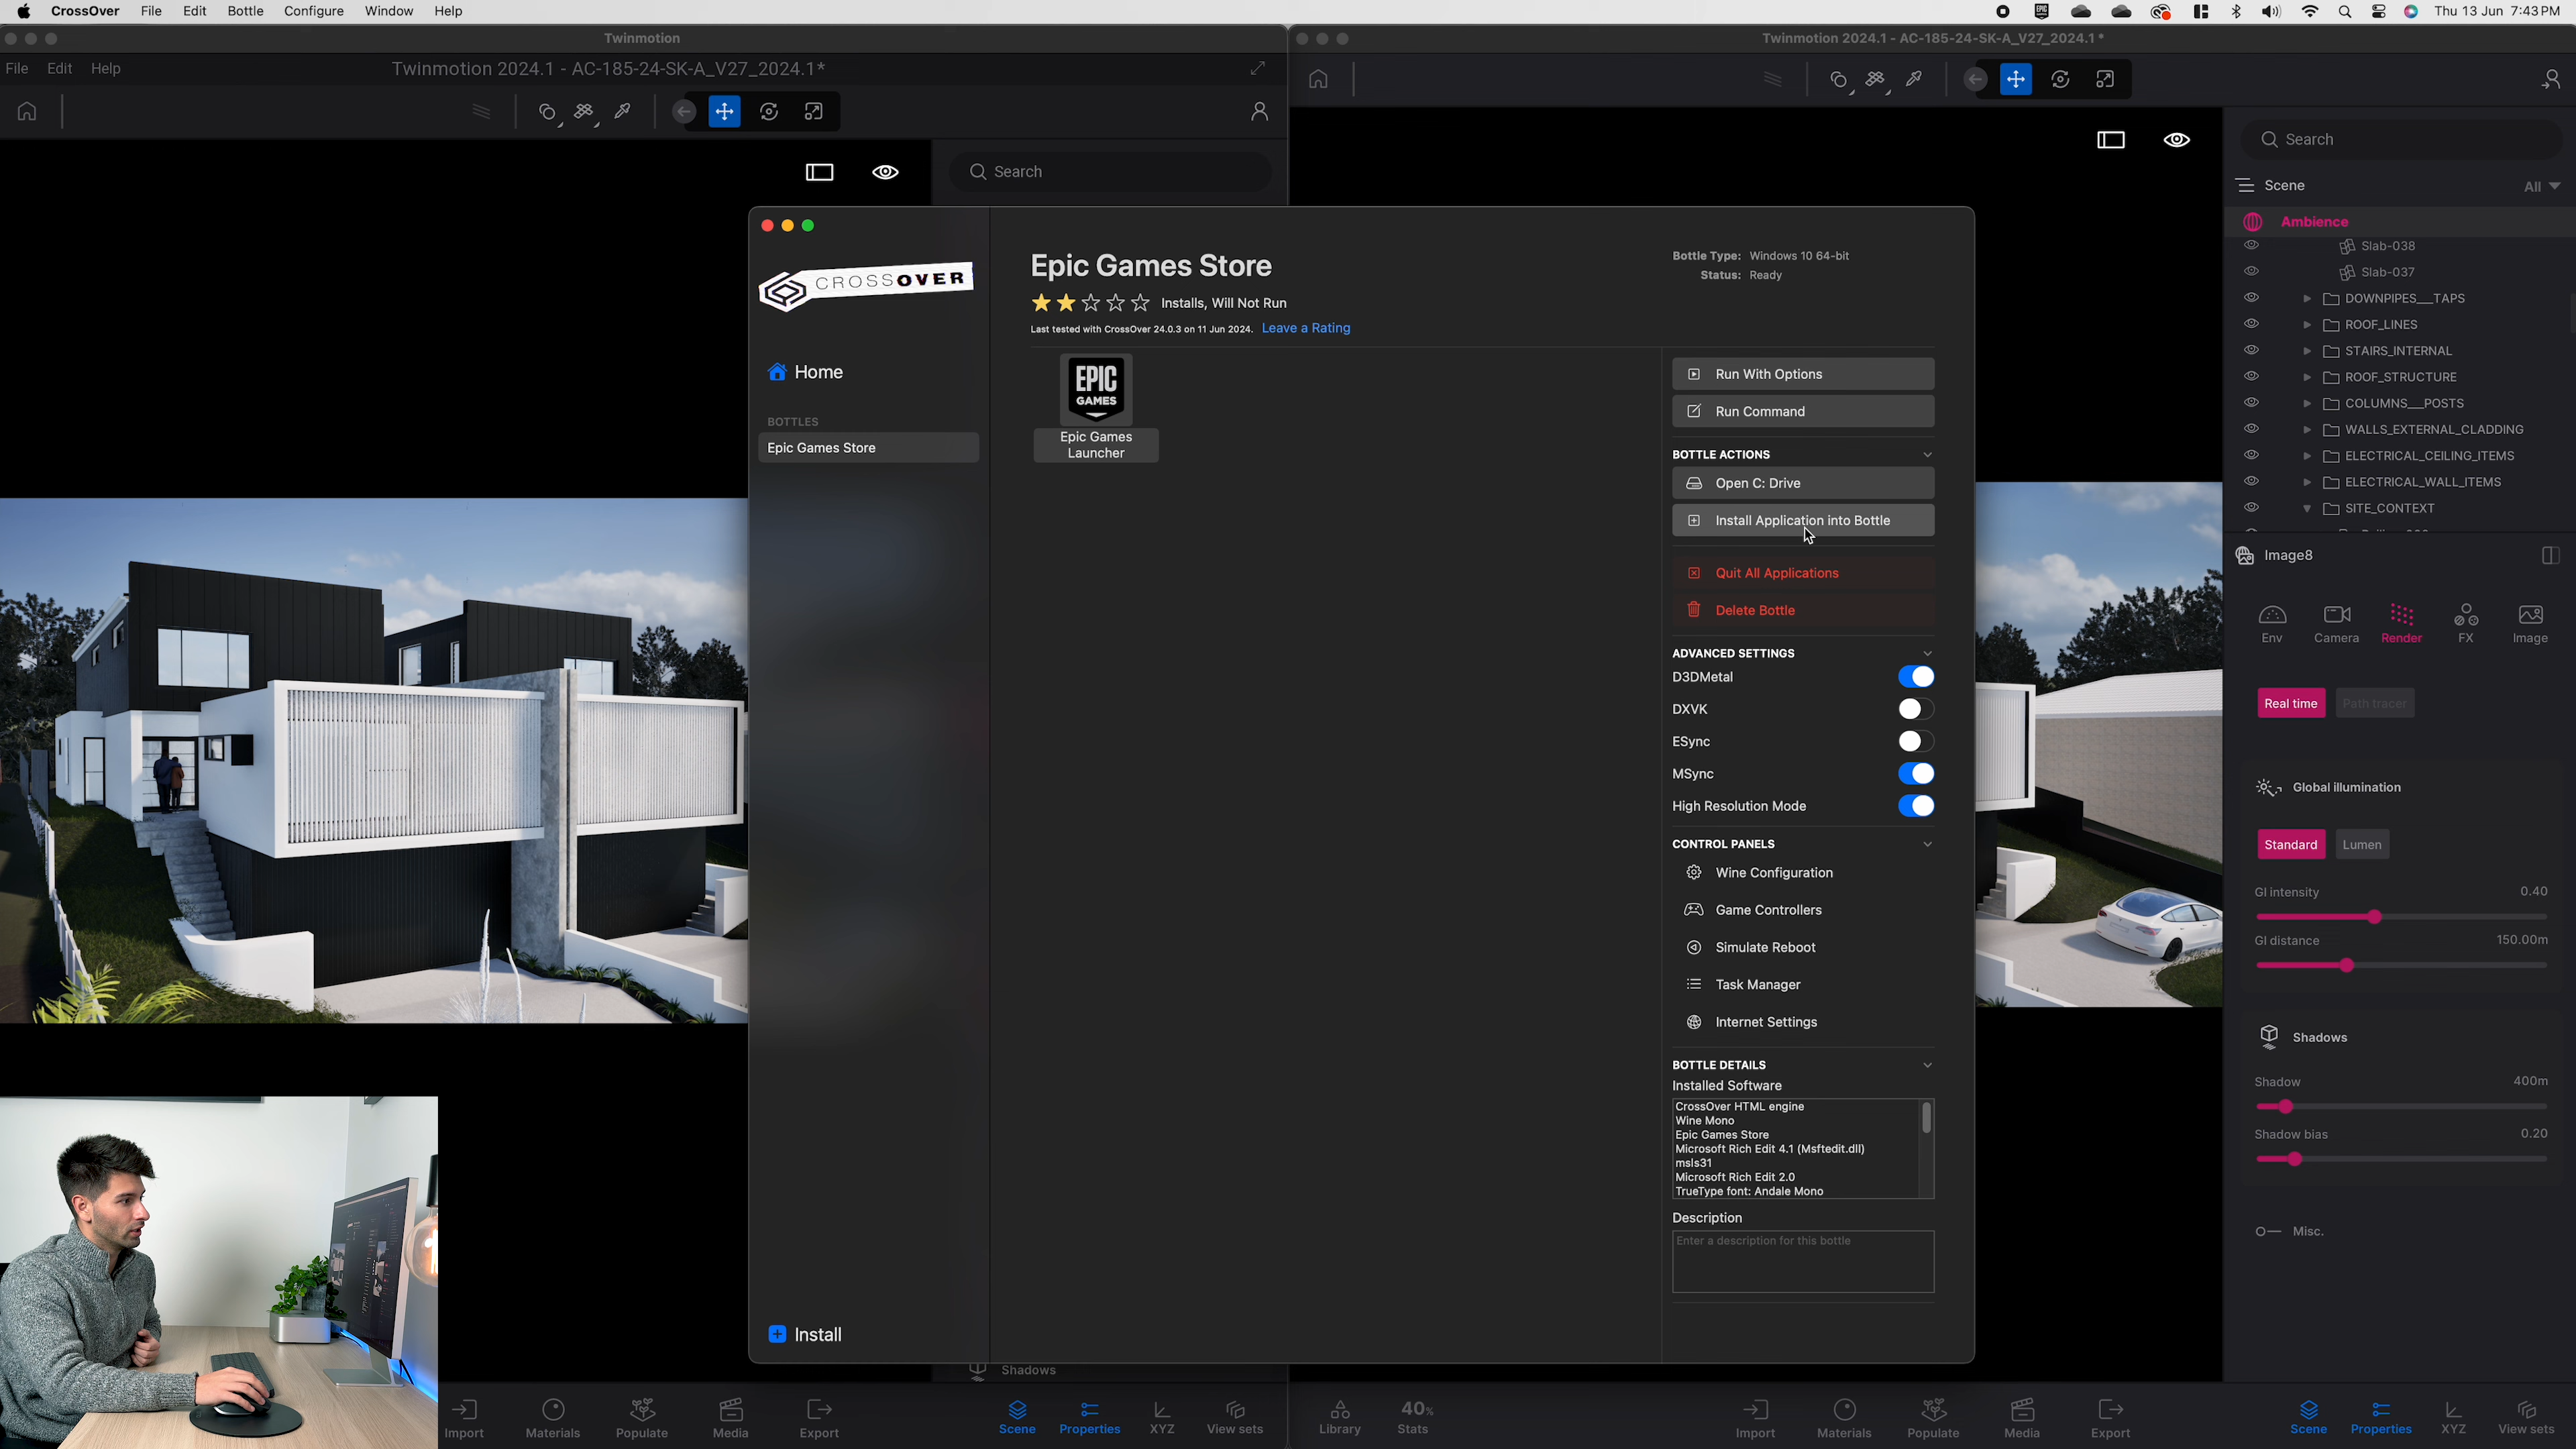 CrossOver File Edit Bottle Configure Window Help
Thu 13 Jun 7:43 PM
Twinmotion
Twinmotion 2024.1 - AC-185-24-SK-A_V27_2024.1*
File Edit Help
Twinmotion 2024.1 - AC-185-24-SK-A_V27_2024.1*
Search
Search
Scene
All
Ambience
Slab-038
Slab-037
DOWNPIPES___TAPS
ROOF_LINES
STAIRS_INTERNAL
ROOF_STRUCTURE
COLUMNS___POSTS
WALLS_EXTERNAL_CLADDING
ELECTRICAL_CEILING_ITEMS
ELECTRICAL_WALL_ITEMS
SITE_CONTEXT
CROSSOVER
Home
BOTTLES
Epic Games Store
Install
Epic Games Store
Installs, Will Not Run
Last tested with CrossOver 24.0.3 on 11 Jun 2024. Leave a Rating
Bottle Type: Windows 10 64-bit
Status: Ready
EPIC
GAMES
Epic Games
Launcher
Run With Options
Run Command
BOTTLE ACTIONS
Open C: Drive
Install Application into Bottle
Quit All Applications
Delete Bottle
ADVANCED SETTINGS
D3DMetal
DXVK
ESync
MSync
High Resolution Mode
CONTROL PANELS
Wine Configuration
Game Controllers
Simulate Reboot
Task Manager
Internet Settings
BOTTLE DETAILS
Installed Software
CrossOver HTML engine
Wine Mono
Epic Games Store
Microsoft Rich Edit 4.1 (Msftedit.dll)
msls31
Microsoft Rich Edit 2.0
TrueType font: Andale Mono
Description
Enter a description for this bottle
Image8
Env Camera Render FX Image
Real time Path tracer
Global illumination
Standard Lumen
GI intensity 0.40
GI distance 150.00m
Shadows
Shadow 400m
Shadow bias 0.20
Misc.
Shadows
Import Materials Populate Media Export
Scene Properties XYZ View sets
40%
Library Stats Import Materials Populate Media Export
Scene Properties XYZ View sets